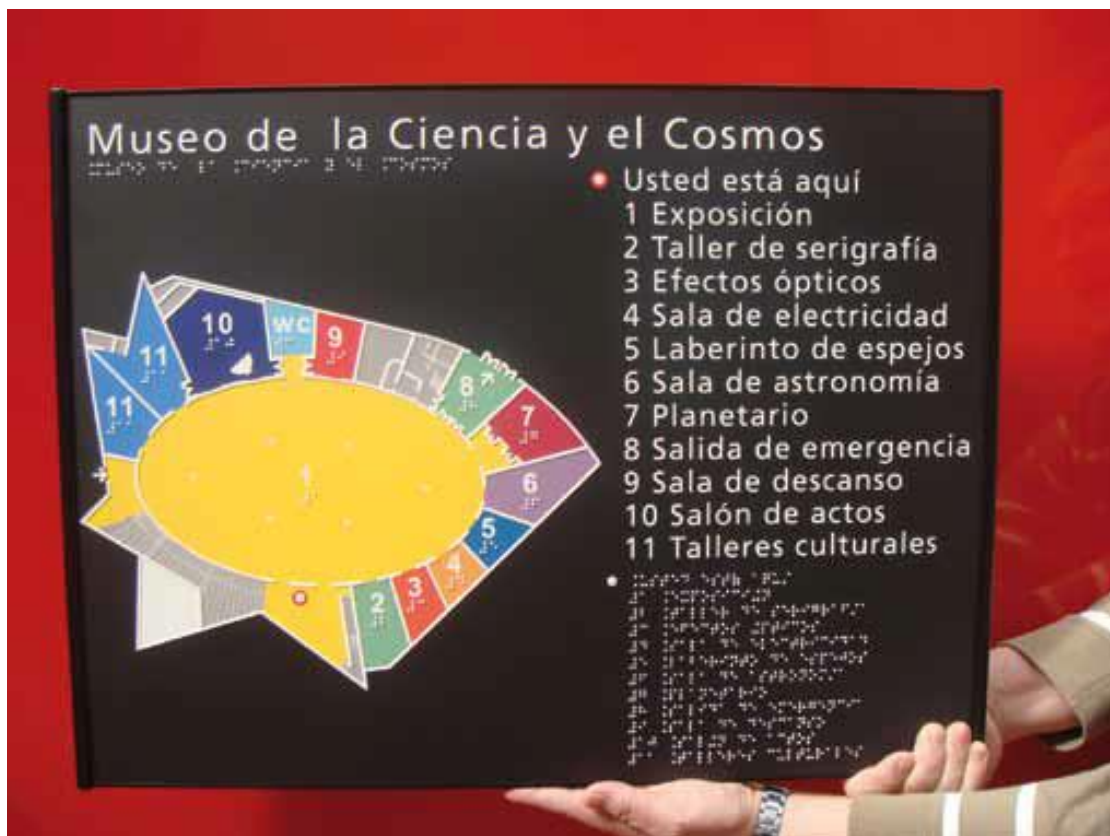 Museo de la Ciencia y el Cosmos
Usted está aquí
1 Exposición
2 Taller de serigrafía
3 Efectos ópticos
4 Sala de electricidad
5 Laberinto de espejos
6 Sala de astronomía
7 Planetario
8 Salida de emergencia
9 Sala de descanso
10 Salón de actos
11 Talleres culturales
10
WC
9
11
8
11
7
1
6
5
4
3
2